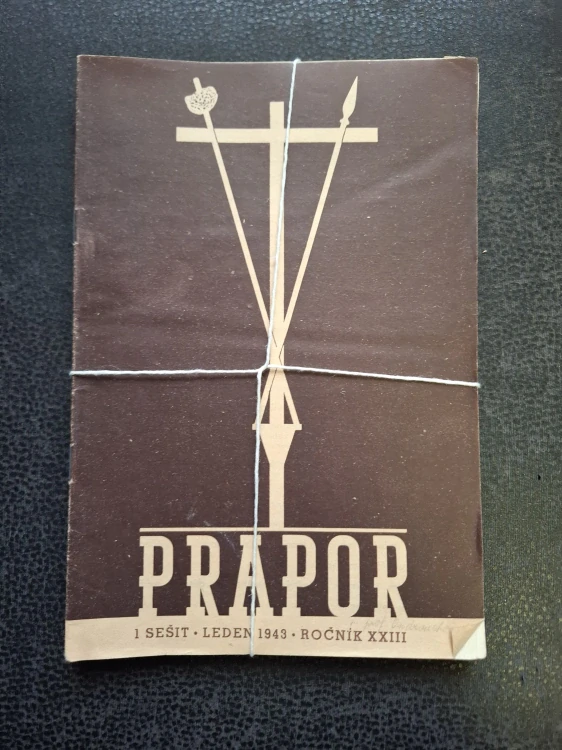 PRAPOR
1 SEŠIT · LEDEN 1943 · ROČNÍK XXIII